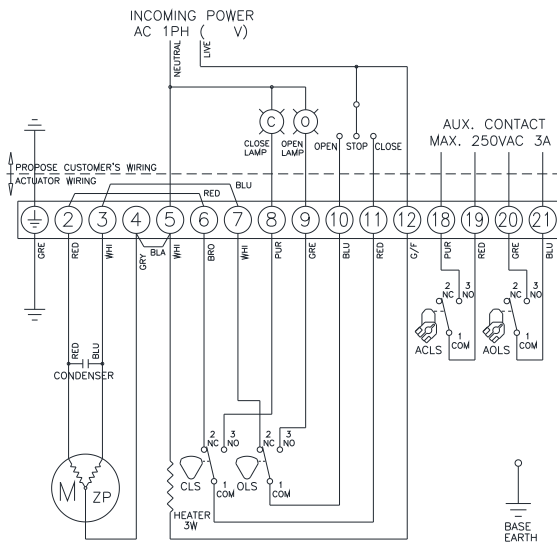 INCOMING POWER
AC 1PH ( V)
NEUTRAL
LIVE
C
O
CLOSE
LAMP
OPEN
LAMP
OPEN
STOP
CLOSE
AUX. CONTACT
MAX. 250VAC 3A
PROPOSE CUSTOMER'S WIRING
ACTUATOR WIRING
BLU
RED
2 3 4 5 6 7 8 9 10 11 12 18 19 20 21
GRE
RED
WHI
GRY
BLA
WHI
BRO
WHI
PUR
GRE
BLU
RED
G/F
PUR
RED
GRE
BLU
2
NC
3
NO
1
COM
ACLS
2
NC
3
NO
1
COM
AOLS
RED
BLU
CONDENSER
2
NC
3
NO
1
COM
CLS
2
NC
3
NO
1
COM
OLS
M
ZP
HEATER
3W
BASE
EARTH